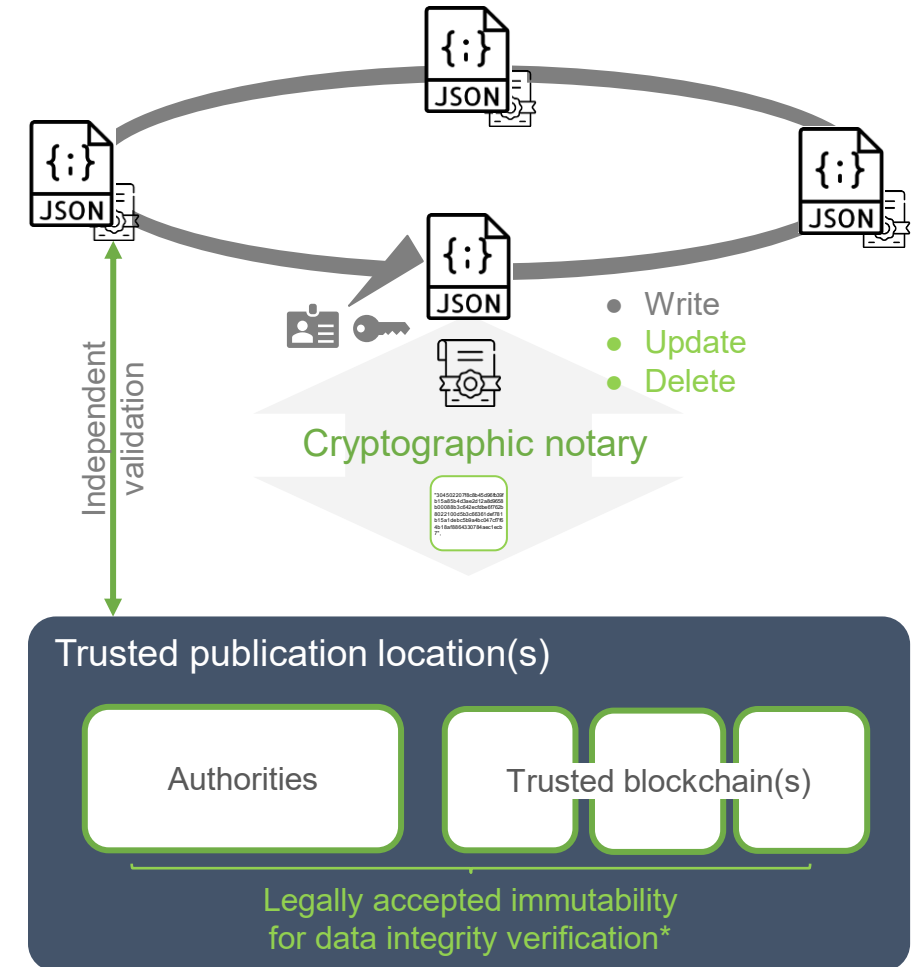 {;}
JSON
{;}
JSON
{;}
JSON
{;}
JSON
Write
Update
Delete
Independent
validation
Cryptographic notary
Trusted publication location(s)
Authorities
Trusted blockchain(s)
Legally accepted immutability
for data integrity verification*